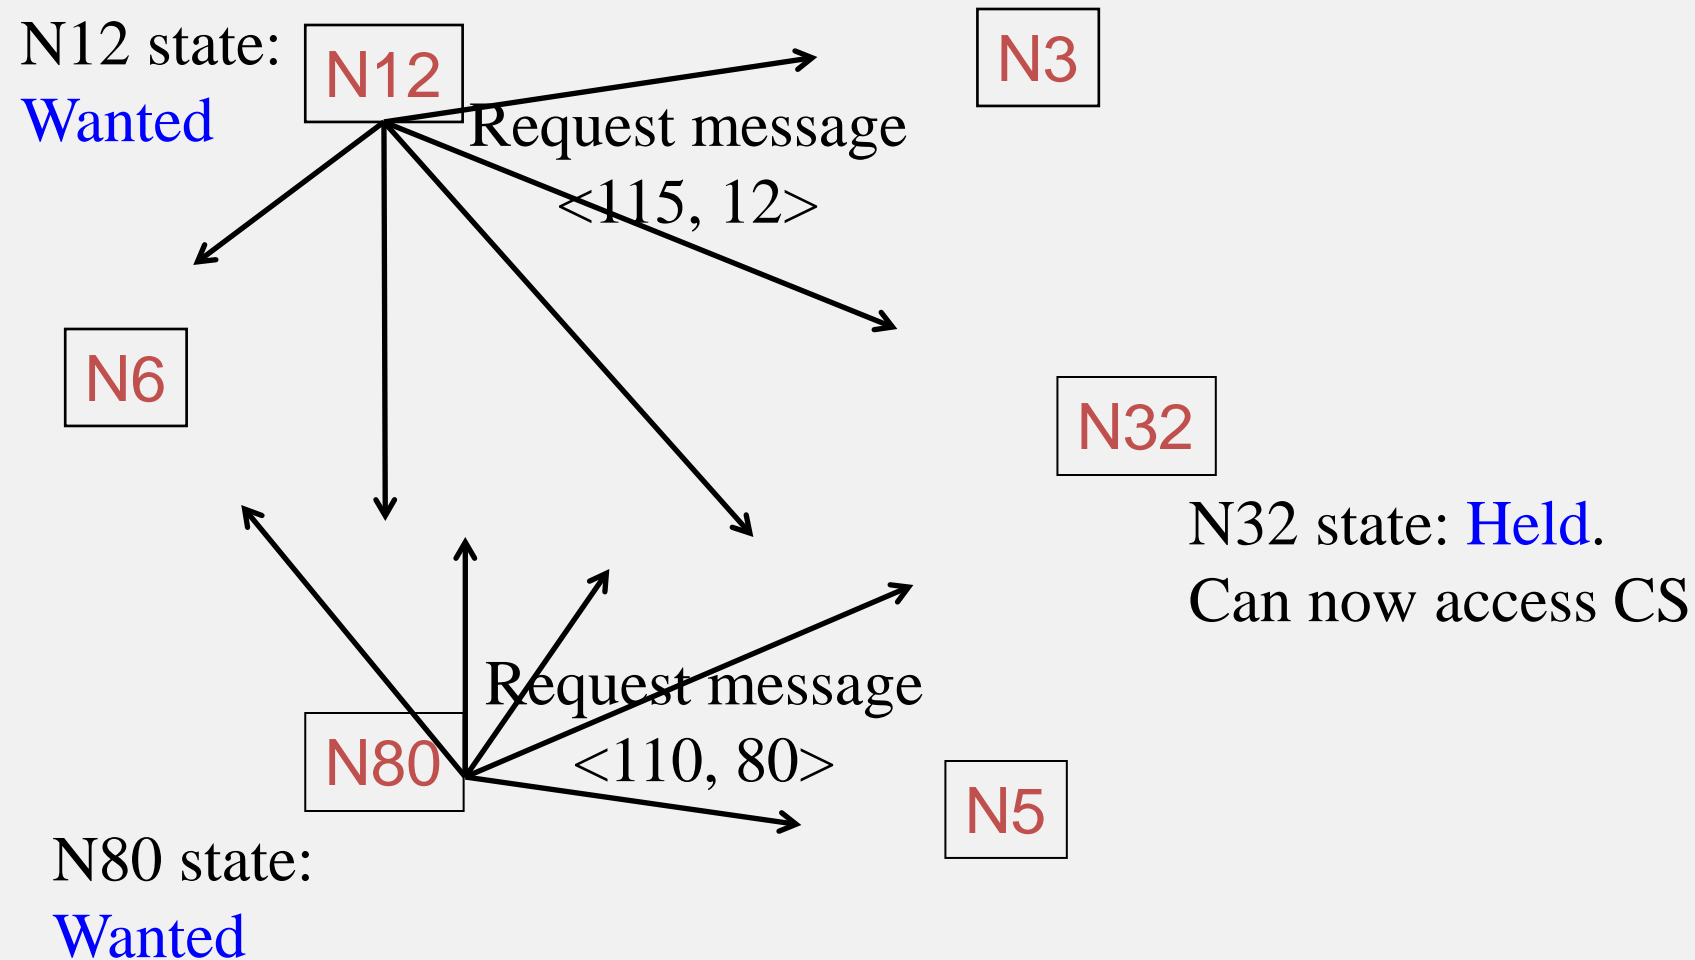 N12 state:
Wanted
N12
N3
Request message
<115, 12>
N6
N32
N32 state: Held.
Can now access CS
Request message
<110, 80>
N80
N5
N80 state:
Wanted